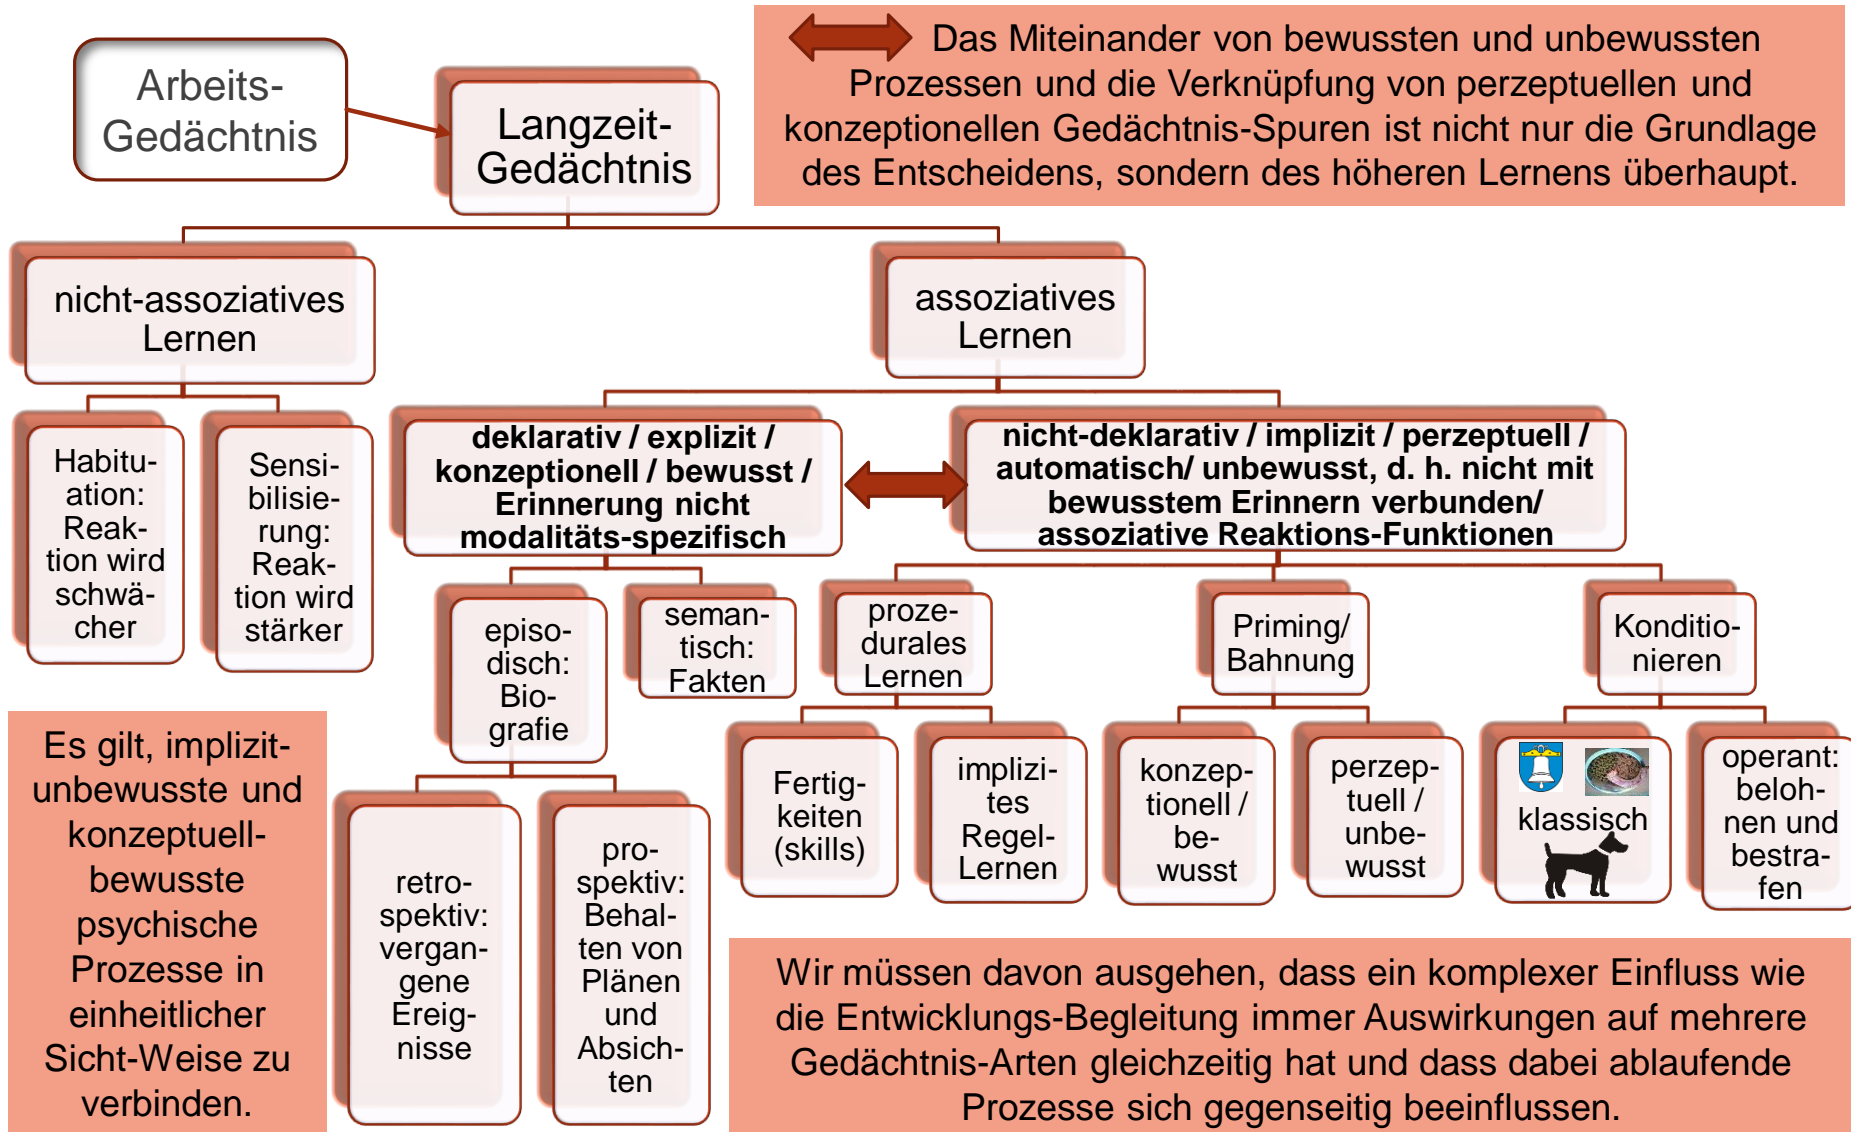 Arbeits-
Gedächtnis
Langzeit-
Gedächtnis
Das Miteinander von bewussten und unbewussten
Prozessen und die Verknüpfung von perzeptuellen und
konzeptionellen Gedächtnis-Spuren ist nicht nur die Grundlage
des Entscheidens, sondern des höheren Lernens überhaupt.
nicht-assoziatives
Lernen
assoziatives
Lernen
Habitu-
ation:
Reak-
tion wird
schwä-
cher
Sensi-
bilisie-
rung:
Reak-
tion wird
stärker
deklarativ / explizit /
konzeptionell / bewusst /
Erinnerung nicht
modalitäts-spezifisch
nicht-deklarativ / implizit / perzeptuell /
automatisch/ unbewusst, d. h. nicht mit
bewusstem Erinnern verbunden/
assoziative Reaktions-Funktionen
episo-
disch:
Bio-
grafie
seman-
tisch:
Fakten
proze-
durales
Lernen
Priming/
Bahnung
Konditio-
nieren
retro-
spektiv:
vergan-
gene
Ereig-
nisse
pro-
spektiv:
Behal-
ten von
Plänen
und
Absich-
ten
Fertig-
keiten
(skills)
implizi-
tes
Regel-
Lernen
konzep-
tionell /
be-
wusst
perzep-
tuell /
unbe-
wusst
klassisch
operant:
beloh-
nen und
bestra-
fen
Es gilt, implizit-
unbewusste und
konzeptuell-
bewusste
psychische
Prozesse in
einheitlicher
Sicht-Weise zu
verbinden.
Wir müssen davon ausgehen, dass ein komplexer Einfluss wie
die Entwicklungs-Begleitung immer Auswirkungen auf mehrere
Gedächtnis-Arten gleichzeitig hat und dass dabei ablaufende
Prozesse sich gegenseitig beeinflussen.